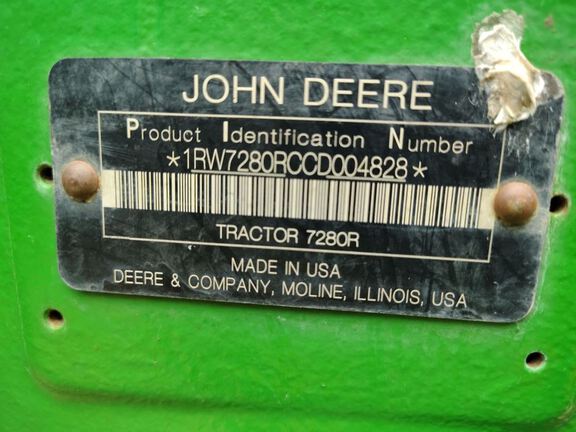 JOHN DEERE
Product Identification Number
*1RW7280RCCD004828*
TRACTOR 7280R
MADE IN USA
DEERE & COMPANY, MOLINE, ILLINOIS, USA